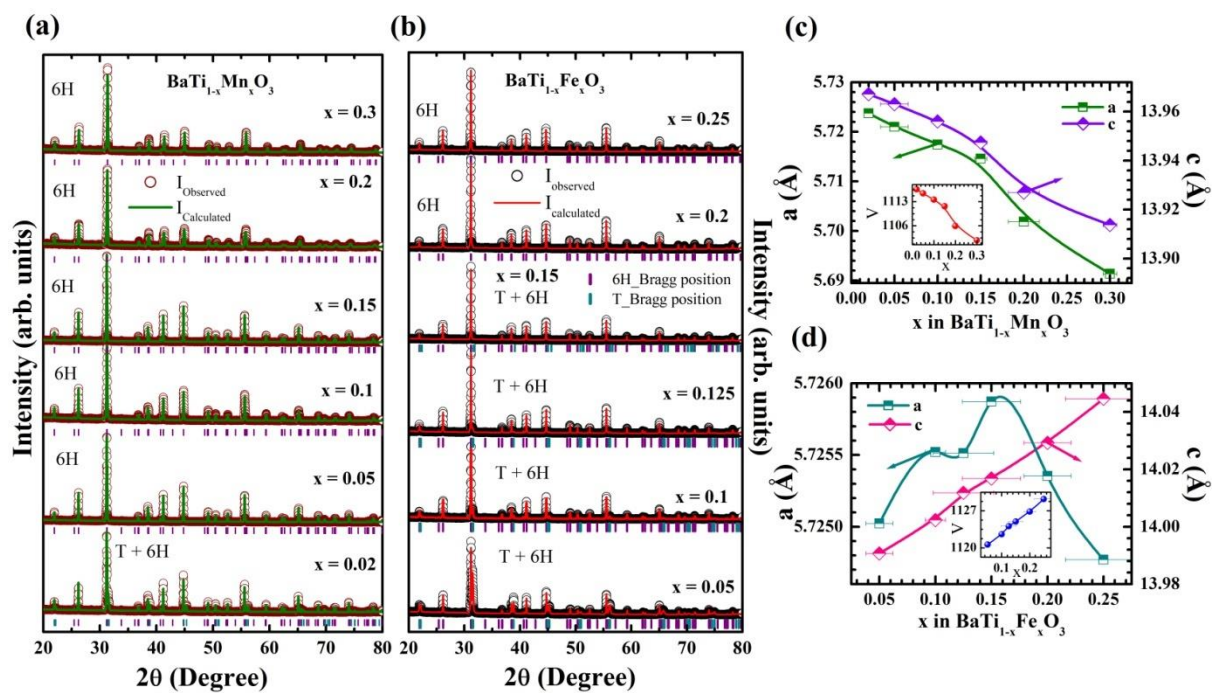 (a)
BaTi1-xMnxO3
6H
x = 0.3
6H
x = 0.2
IObserved
ICalculated
6H
x = 0.15
6H
x = 0.1
6H
x = 0.05
T + 6H
x = 0.02
Intensity (arb. units)
20 30 40 50 60 70 80
2θ (Degree)
(b)
BaTi1-xFexO3
6H
x = 0.25
Iobserved
Icalculated
6H
x = 0.2
x = 0.15
T + 6H
6H_Bragg position
T_Bragg position
T + 6H
x = 0.125
T + 6H
x = 0.1
T + 6H
x = 0.05
Intensity (arb. units)
20 30 40 50 60 70 80
2θ (Degree)
(c)
a (Å)
5.73
5.72
5.71
5.70
5.69
a
c
c (Å)
13.96
13.94
13.92
13.90
V
1113
1106
0.0 0.1 0.2 0.3
x
0.00 0.05 0.10 0.15 0.20 0.25 0.30
x in BaTi1-xMnxO3
(d)
a (Å)
5.7260
5.7255
5.7250
a
c
c (Å)
14.04
14.02
14.00
13.98
V
1127
1120
0.1 0.2
x
0.05 0.10 0.15 0.20 0.25
x in BaTi1-xFexO3